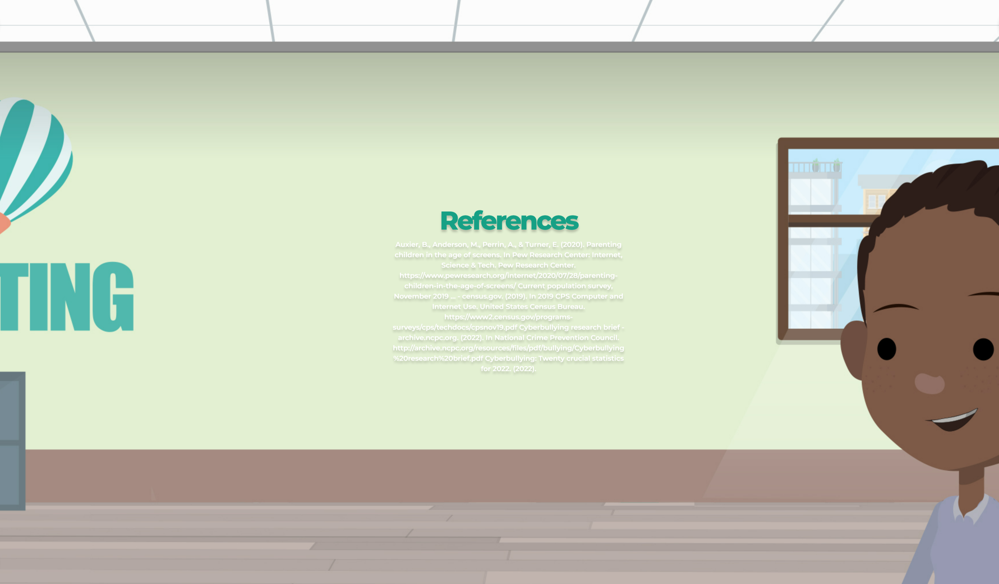 References
Auxier, B., Anderson, M., Perrin, A., & Turner, E. (2020). Parenting
children in the age of screens. In Pew Research Center: Internet,
Science & Tech. Pew Research Center.
https://www.pewresearch.org/internet/2020/07/28/parenting-
children-in-the-age-of-screens/ Current population survey,
November 2019 ... - census.gov. (2019). In 2019 CPS Computer and
Internet Use. United States Census Bureau.
https://www2.census.gov/programs-
surveys/cps/techdocs/cpsnov19.pdf Cyberbullying research brief -
archive.ncpc.org. (2022). In National Crime Prevention Council.
http://archive.ncpc.org/resources/files/pdf/bullying/Cyberbullying
%20research%20brief.pdf Cyberbullying: Twenty crucial statistics
for 2022. (2022).
TING